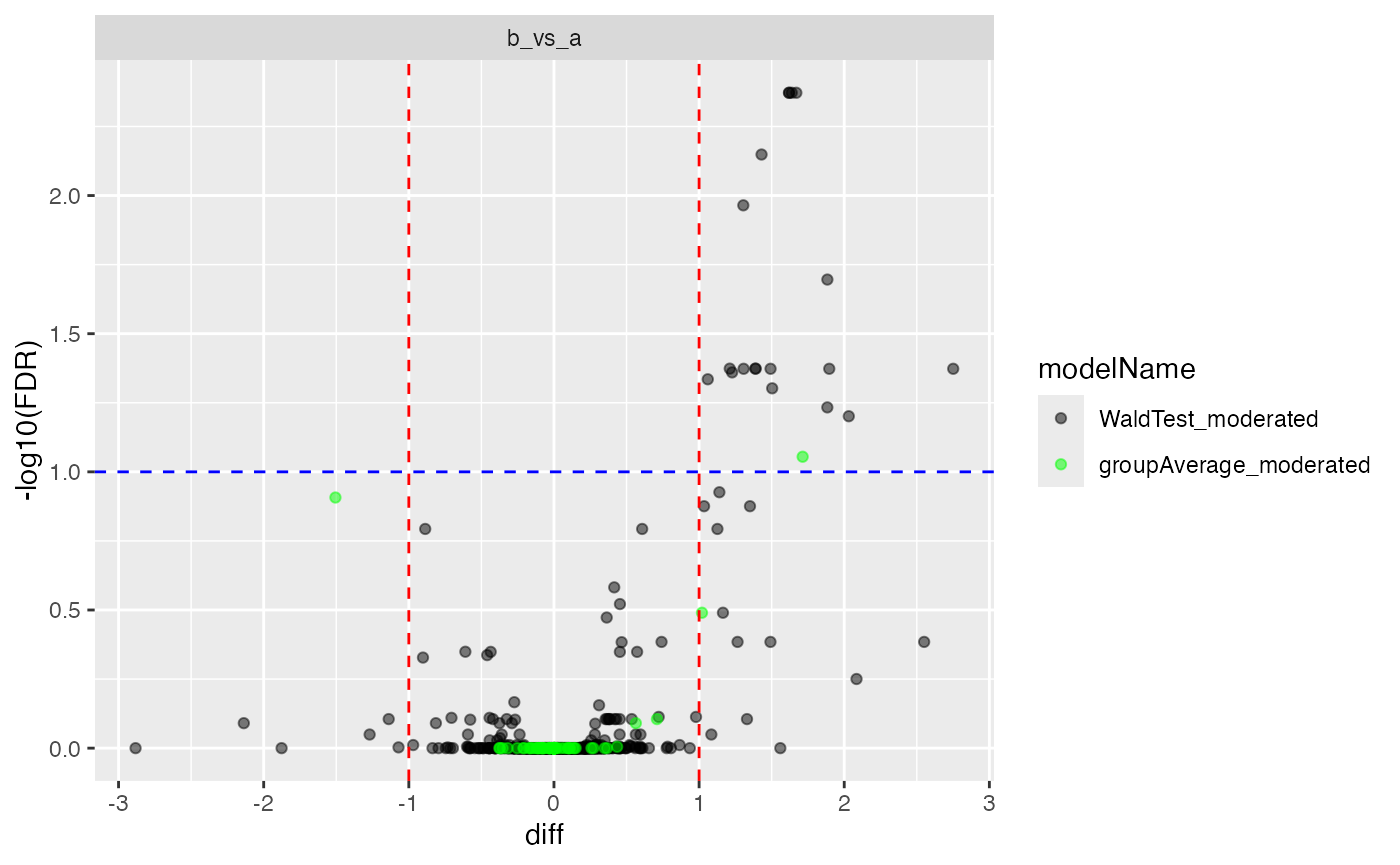 b_vs_a
-log10(FDR)
2.0
1.5
1.0
0.5
0.0
-3
-2
-1
0
1
2
3
diff
modelName
WaldTest_moderated
groupAverage_moderated